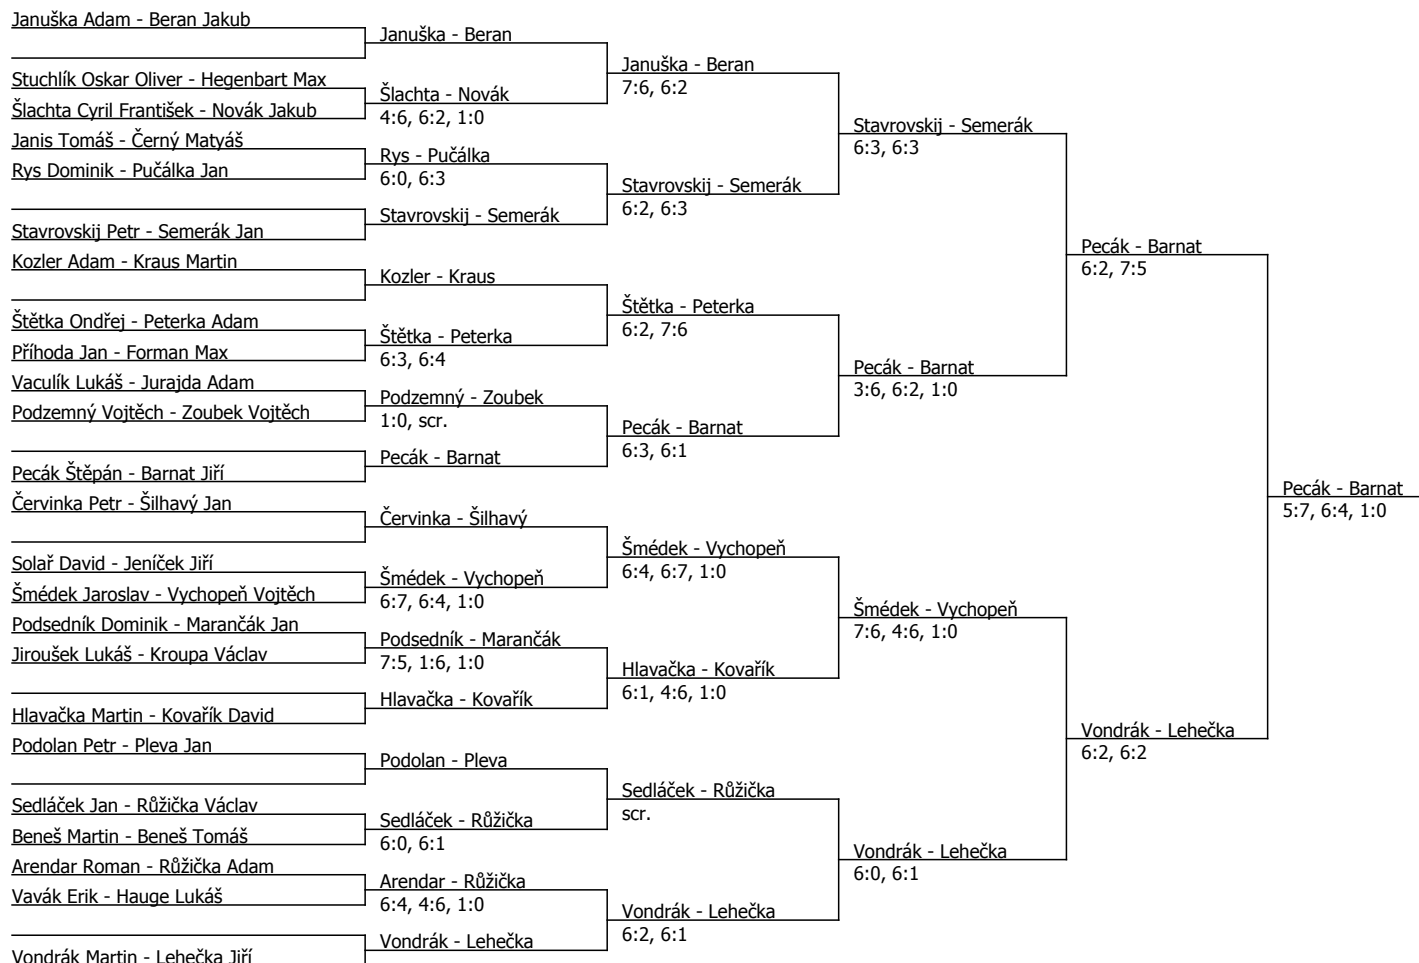 Januška Adam - Beran Jakub
Stuchlík Oskar Oliver - Hegenbart Max
Šlachta Cyril František - Novák Jakub
Janis Tomáš - Černý Matyáš
Rys Dominik - Pučálka Jan
Stavrovskij Petr - Semerák Jan
Kozler Adam - Kraus Martin
Štětka Ondřej - Peterka Adam
Příhoda Jan - Forman Max
Vaculík Lukáš - Jurajda Adam
Podzemný Vojtěch - Zoubek Vojtěch
Pecák Štěpán - Barnat Jiří
Červinka Petr - Šilhavý Jan
Solař David - Jeníček Jiří
Šmédek Jaroslav - Vychopeň Vojtěch
Podsedník Dominik - Marančák Jan
Jiroušek Lukáš - Kroupa Václav
Hlavačka Martin - Kovařík David
Podolan Petr - Pleva Jan
Sedláček Jan - Růžička Václav
Beneš Martin - Beneš Tomáš
Arendar Roman - Růžička Adam
Vavák Erik - Hauge Lukáš
Vondrák Martin - Lehečka Jiří
Januška - Beran
Šlachta - Novák
4:6, 6:2, 1:0
Rys - Pučálka
6:0, 6:3
Stavrovskij - Semerák
Kozler - Kraus
Štětka - Peterka
6:3, 6:4
Podzemný - Zoubek
1:0, scr.
Pecák - Barnat
Červinka - Šilhavý
Šmédek - Vychopeň
6:7, 6:4, 1:0
Podsedník - Marančák
7:5, 1:6, 1:0
Hlavačka - Kovařík
Podolan - Pleva
Sedláček - Růžička
6:0, 6:1
Arendar - Růžička
6:4, 4:6, 1:0
Vondrák - Lehečka
Januška - Beran
7:6, 6:2
Stavrovskij - Semerák
6:2, 6:3
Štětka - Peterka
6:2, 7:6
Pecák - Barnat
6:3, 6:1
Šmédek - Vychopeň
6:4, 6:7, 1:0
Hlavačka - Kovařík
6:1, 4:6, 1:0
Sedláček - Růžička
scr.
Vondrák - Lehečka
6:2, 6:1
Stavrovskij - Semerák
6:3, 6:3
Pecák - Barnat
3:6, 6:2, 1:0
Šmédek - Vychopeň
7:6, 4:6, 1:0
Vondrák - Lehečka
6:0, 6:1
Pecák - Barnat
6:2, 7:5
Vondrák - Lehečka
6:2, 6:2
Pecák - Barnat
5:7, 6:4, 1:0